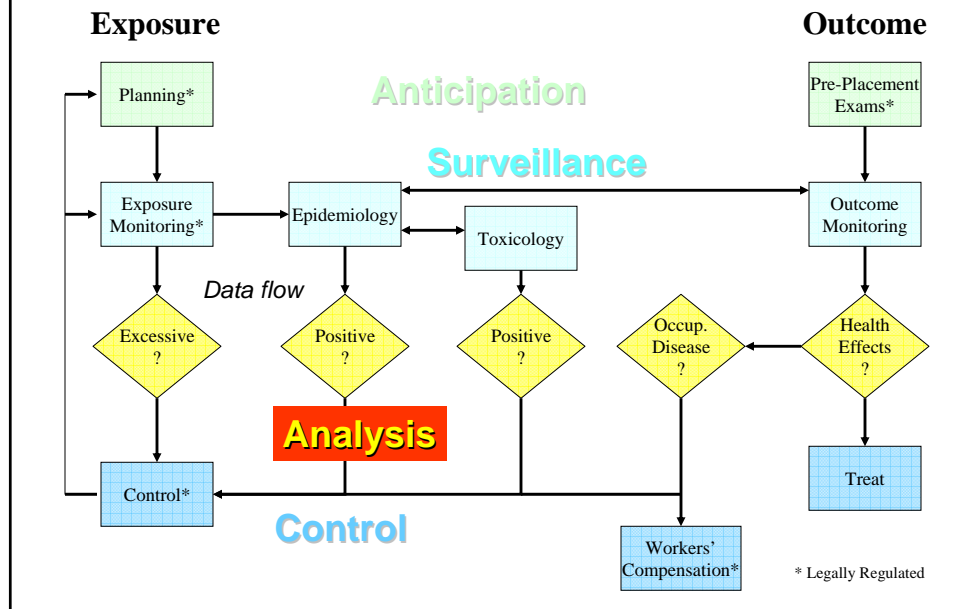 Exposure
Outcome
Planning*
Anticipation
Pre-Placement
Exams*
Surveillance
Exposure
Monitoring*
Epidemiology
Toxicology
Outcome
Monitoring
Data flow
Excessive
?
Positive
?
Positive
?
Occup.
Disease
?
Health
Effects
?
Analysis
Control*
Treat
Control
Workers'
Compensation*
* Legally Regulated